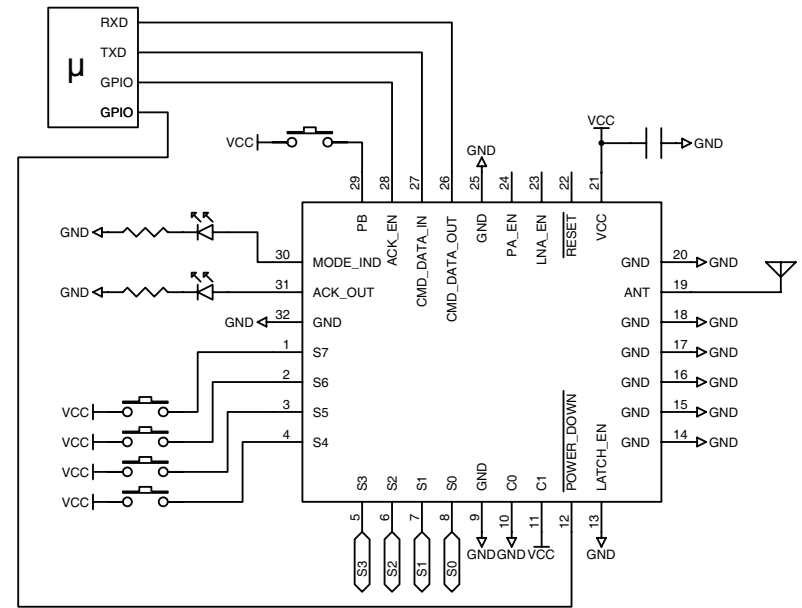 RXD
TXD
μ
GPIO
GPIO
VCC
VCC
GND
GND
29
28
27
26
25
24
23
22
21
PB
ACK_EN
CMD_DATA_IN
CMD_DATA_OUT
GND
PA_EN
LNA_EN
RESET
VCC
GND
30
MODE_IND
GND
20
GND
GND
31
ACK_OUT
ANT
19
GND
32
GND
GND
18
GND
1
S7
GND
17
GND
2
S6
GND
16
GND
VCC
3
S5
GND
15
GND
VCC
4
S4
GND
14
GND
VCC
VCC
S3
S2
S1
S0
GND
C0
C1
POWER_DOWN
LATCH_EN
5
6
7
8
9
10
11
12
13
S3
S2
S1
S0
GND
GND
VCC
GND